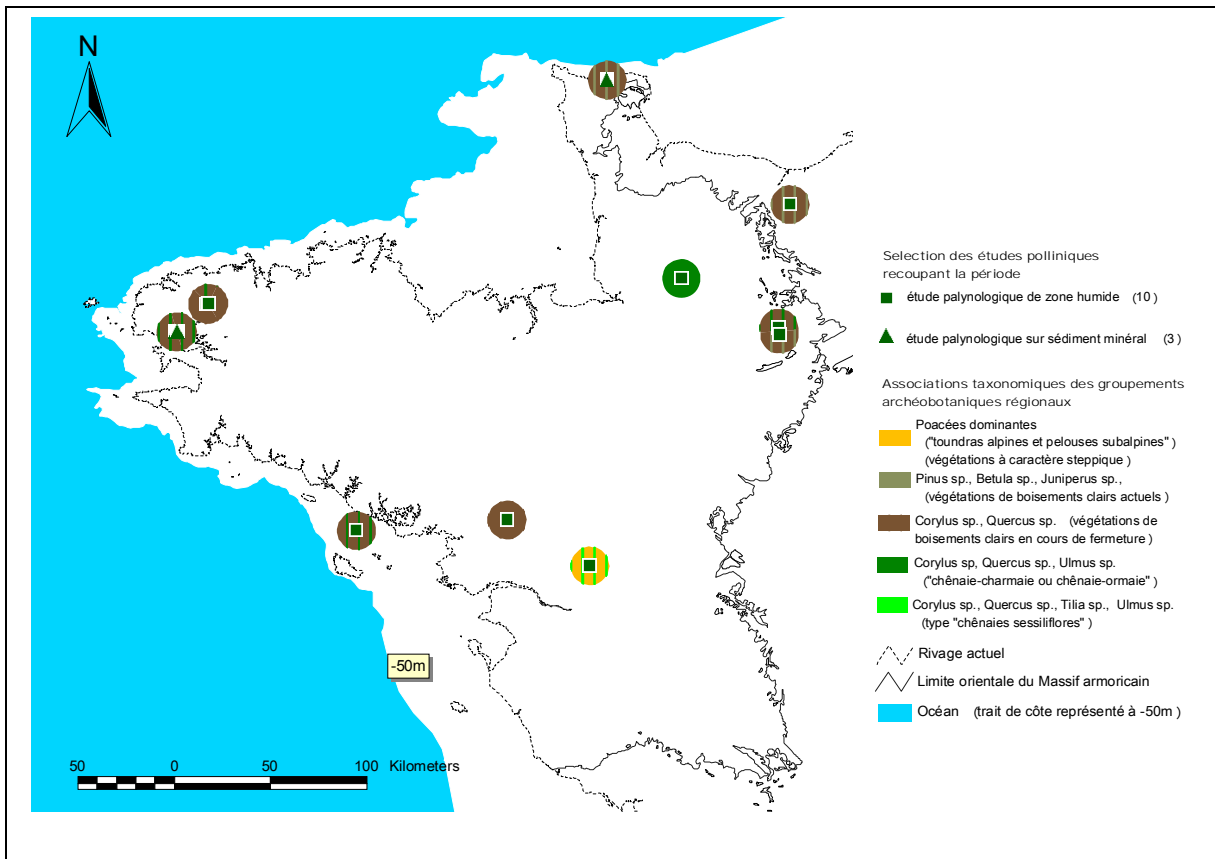 N
-50m
50 0 50 100 Kilometers
Selection des études polliniques
recoupant la période
étude palynologique de zone humide (10 )
étude palynologique sur sédiment minéral (3 )
Associations taxonomiques des groupements
archéobotaniques régionaux
Poacées dominantes
("toundras alpines et pelouses subalpines" )
(végétations à caractère steppique )
Pinus sp., Betula sp., Juniperus sp.,
(végétations de boisements clairs actuels )
Corylus sp., Quercus sp. (végétations de
boisements clairs en cours de fermeture )
Corylus sp, Quercus sp., Ulmus sp.
("chênaie-charmaie ou chênaie-ormaie" )
Corylus sp., Quercus sp., Tilia sp., Ulmus sp.
(type "chênaies sessiliflores" )
Rivage actuel
Limite orientale du Massif armoricain
Océan (trait de côte représenté à -50m )